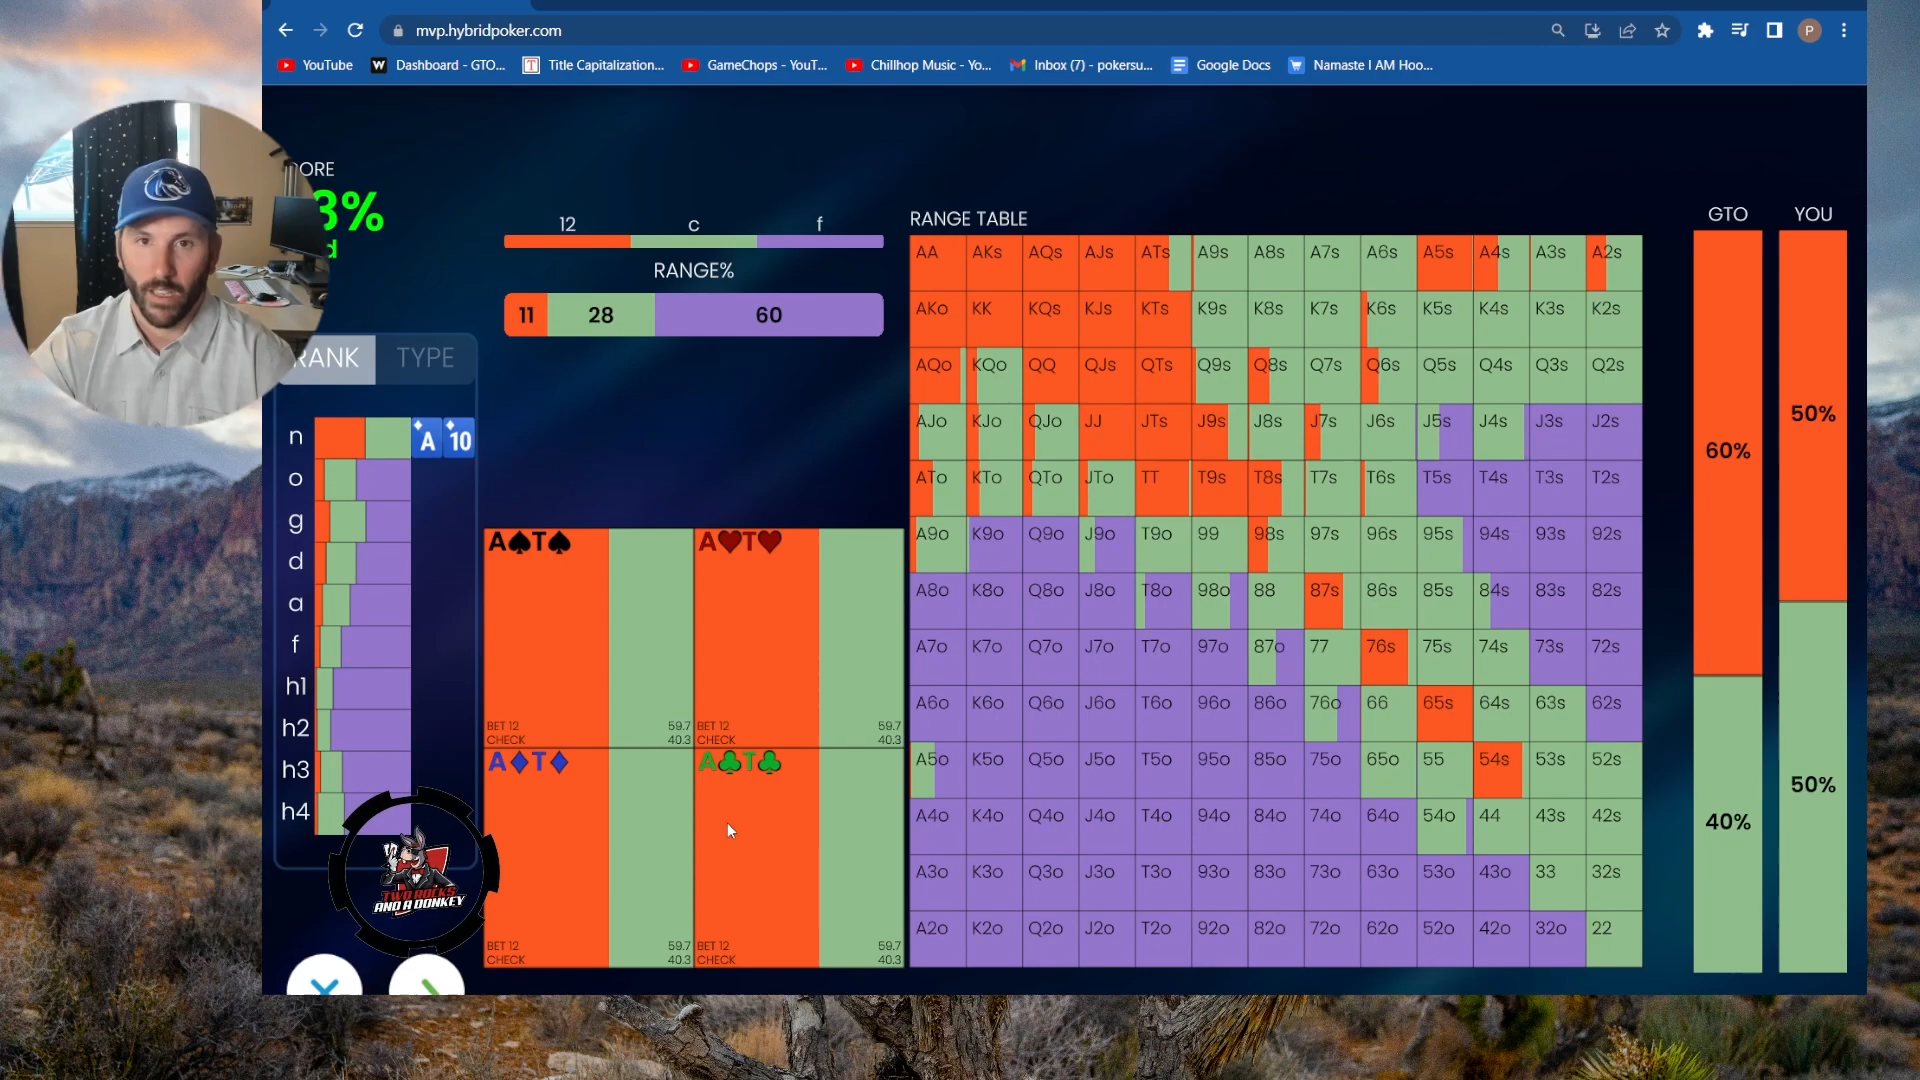 mvp.hybridpoker.com
P
YouTube
W Dashboard - GTO...
T Title Capitalization...
GameChops - YouT...
Chillhop Music - Yo...
Inbox (7) - pokersu...
Google Docs
Namaste I AM Hoo...
ORE
3%
d
RANK TYPE
n A 10
o
g
d
a
f
h1
h2
h3
h4
TWO ROCKS
AND A DONKEY
12 c f
RANGE%
11 28 60
A♠T♠ A♥T♥
BET 12 59.7 BET 12 59.7
CHECK 40.3 CHECK 40.3
A♦T♦ A♣T♣
BET 12 59.7 BET 12 59.7
CHECK 40.3 CHECK 40.3
RANGE TABLE
AA AKs AQs AJs ATs A9s A8s A7s A6s A5s A4s A3s A2s
AKo KK KQs KJs KTs K9s K8s K7s K6s K5s K4s K3s K2s
AQo KQo QQ QJs QTs Q9s Q8s Q7s Q6s Q5s Q4s Q3s Q2s
AJo KJo QJo JJ JTs J9s J8s J7s J6s J5s J4s J3s J2s
ATo KTo QTo JTo TT T9s T8s T7s T6s T5s T4s T3s T2s
A9o K9o Q9o J9o T9o 99 98s 97s 96s 95s 94s 93s 92s
A8o K8o Q8o J8o T8o 98o 88 87s 86s 85s 84s 83s 82s
A7o K7o Q7o J7o T7o 97o 87o 77 76s 75s 74s 73s 72s
A6o K6o Q6o J6o T6o 96o 86o 76o 66 65s 64s 63s 62s
A5o K5o Q5o J5o T5o 95o 85o 75o 65o 55 54s 53s 52s
A4o K4o Q4o J4o T4o 94o 84o 74o 64o 54o 44 43s 42s
A3o K3o Q3o J3o T3o 93o 83o 73o 63o 53o 43o 33 32s
A2o K2o Q2o J2o T2o 92o 82o 72o 62o 52o 42o 32o 22
GTO YOU
60% 50%
40% 50%